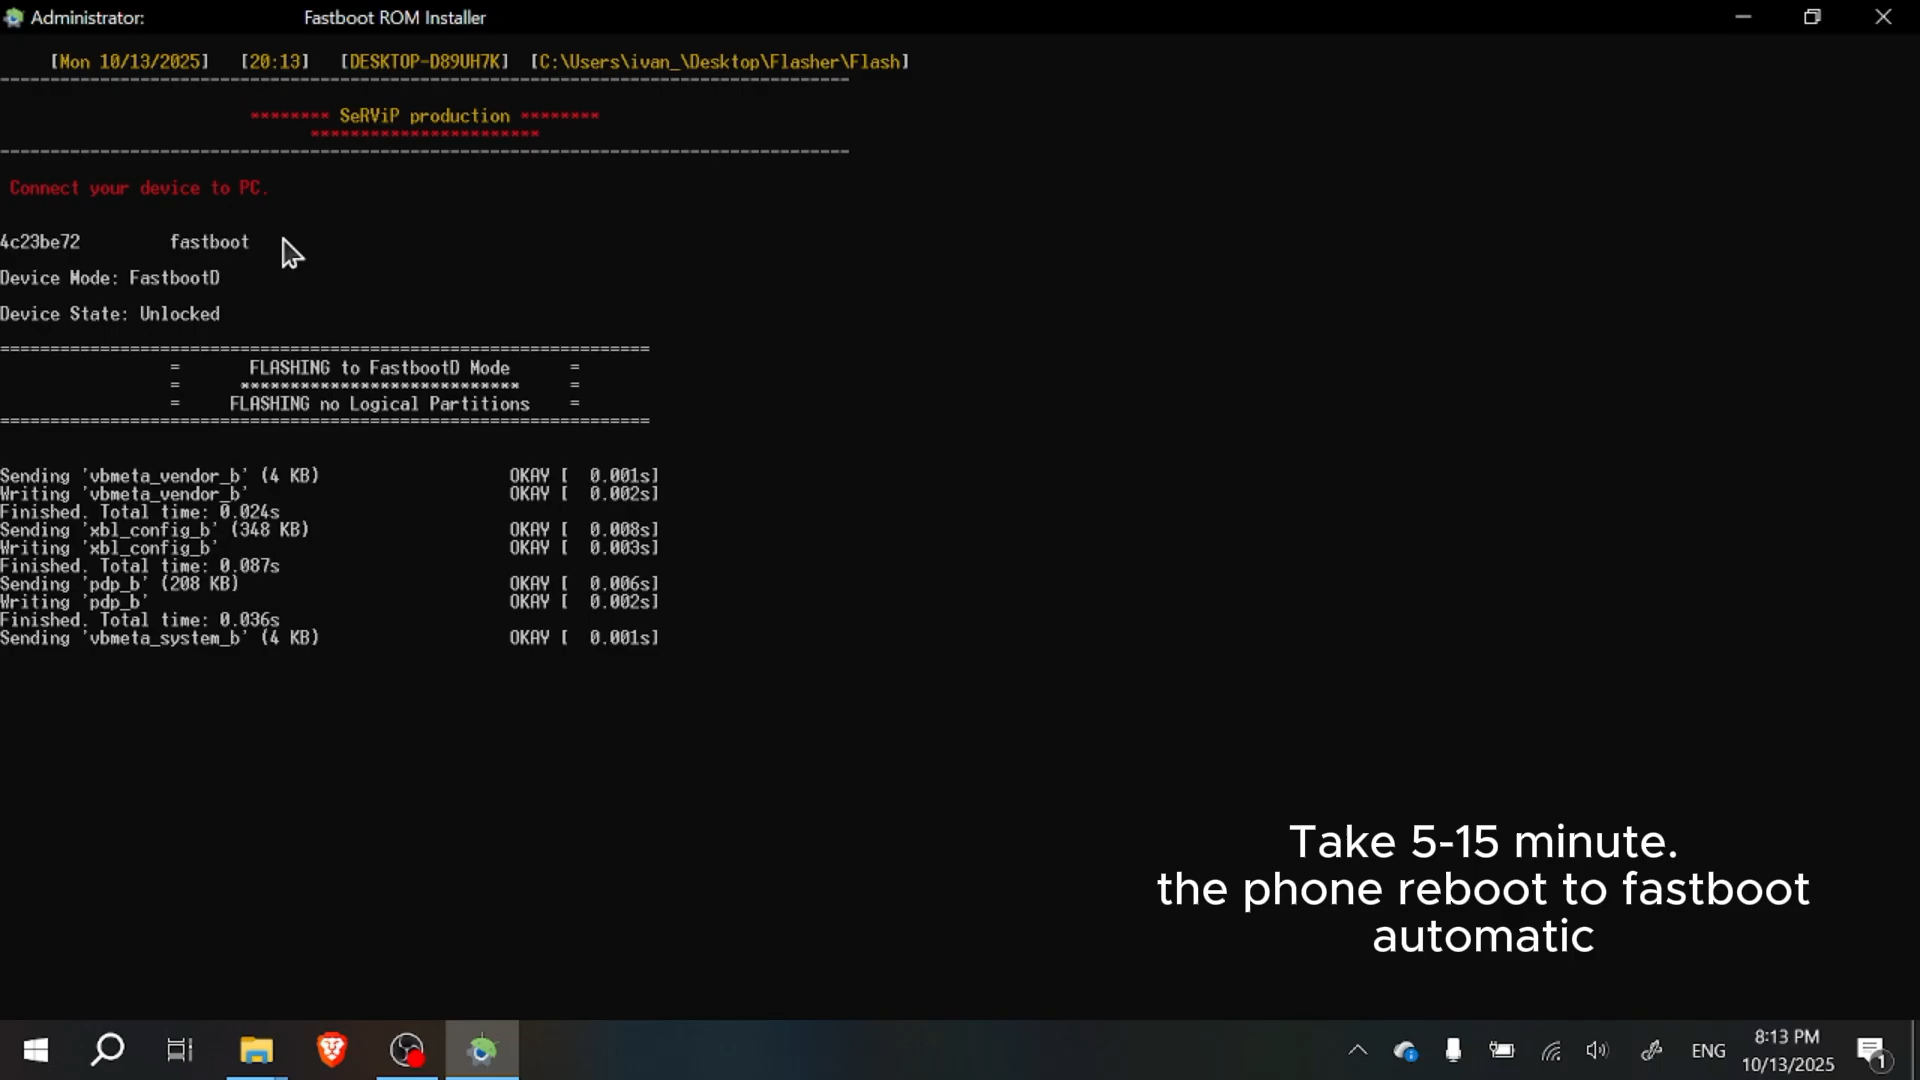 Administrator: Fastboot ROM Installer
[Mon 10/13/2025] [20:13] [DESKTOP-D89UH7K] [C:\Users\ivan_\Desktop\Flasher\Flash]
-------------------------------------------------------------------------------------
******** SeRViP production ********
***********************
-------------------------------------------------------------------------------------
Connect your device to PC.
4c23be72 fastboot
Device Mode: FastbootD
Device State: Unlocked
=================================================================
= FLASHING to FastbootD Mode =
= **************************** =
= FLASHING no Logical Partitions =
=================================================================
Sending 'vbmeta_vendor_b' (4 KB) OKAY [ 0.001s]
Writing 'vbmeta_vendor_b' OKAY [ 0.002s]
Finished. Total time: 0.024s
Sending 'xbl_config_b' (348 KB) OKAY [ 0.008s]
Writing 'xbl_config_b' OKAY [ 0.003s]
Finished. Total time: 0.087s
Sending 'pdp_b' (208 KB) OKAY [ 0.006s]
Writing 'pdp_b' OKAY [ 0.002s]
Finished. Total time: 0.036s
Sending 'vbmeta_system_b' (4 KB) OKAY [ 0.001s]
Take 5-15 minute.
the phone reboot to fastboot
automatic
ENG
8:13 PM
10/13/2025
1